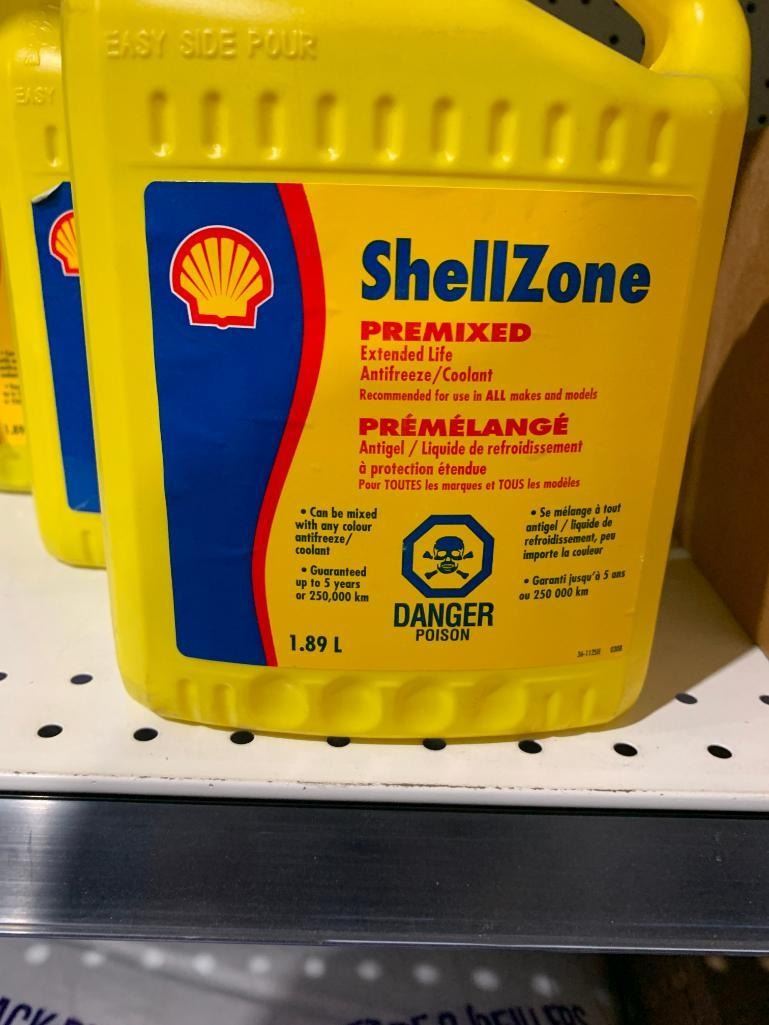 EASY SIDE POUR
EASY
ShellZone
PREMIXED
Extended Life
Antifreeze/Coolant
Recommended for use in ALL makes and models
PRÉMÉLANGÉ
Antigel / Liquide de refroidissement
à protection étendue
Pour TOUTES les marques et TOUS les modèles
• Can be mixed
with any colour
antifreeze/
coolant
• Guaranteed
up to 5 years
or 250,000 km
1.89 L
DANGER
POISON
• Se mélange à tout
antigel / liquide de
refroidissement, peu
importe la couleur
• Garanti jusqu'à 5 ans
ou 250 000 km